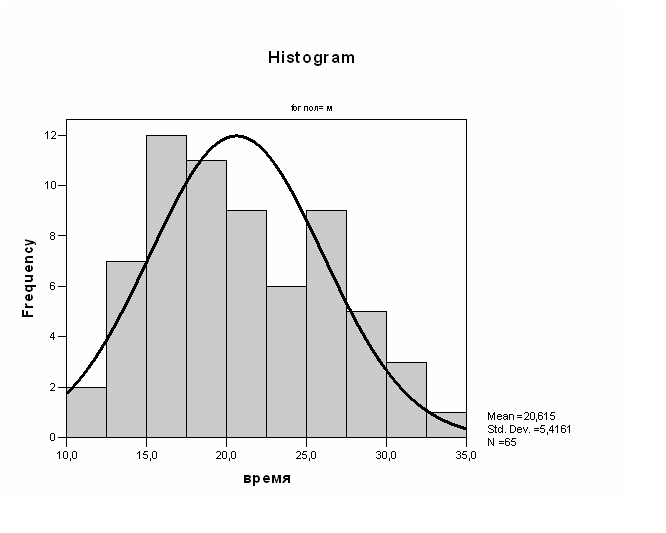 Histogram
for пол= м
12
10
8
6
4
2
0
Frequency
10,0 15,0 20,0 25,0 30,0 35,0
время
Mean =20,615
Std. Dev. =5,4161
N =65